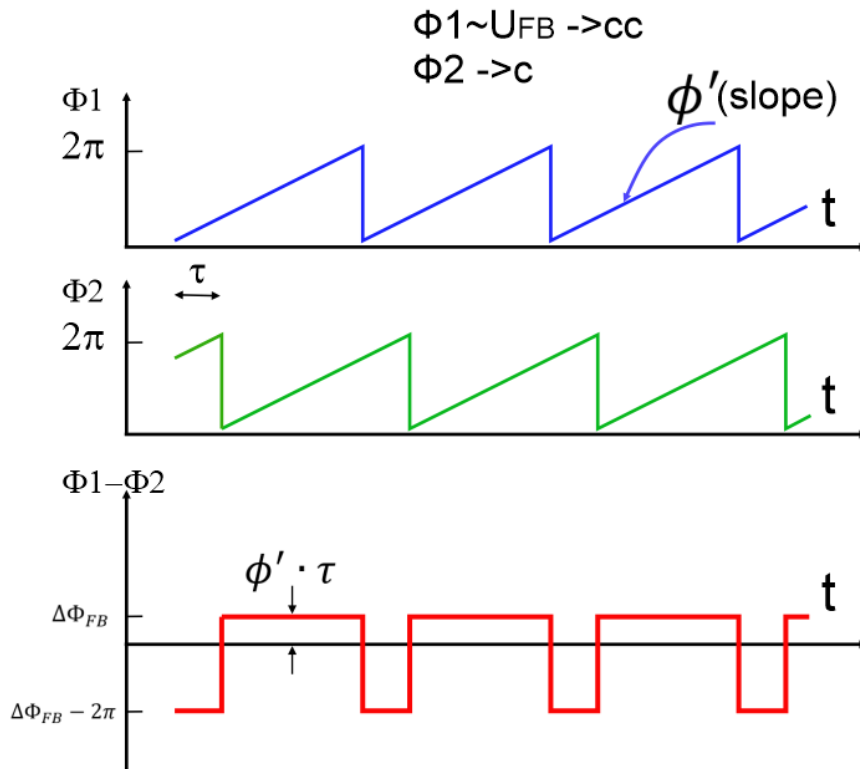 Φ1~UFB ->cc
Φ2 ->c
Φ1
ϕ′(slope)
2π
t
τ
Φ2
2π
t
Φ1–Φ2
ϕ′ · τ
t
ΔΦFB
ΔΦFB − 2π